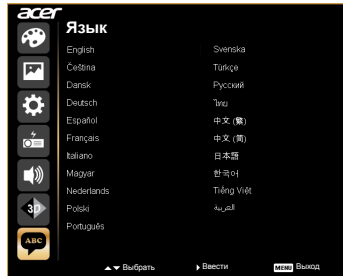 acer
Язык
English
Čeština
Dansk
Deutsch
Español
Français
Italiano
Magyar
Nederlands
Polski
Português
Svenska
Türkçe
Русский
ไทย
中文 (繁)
中文 (简)
日本語
한국어
Tiếng Việt
العربية
3D
ABC
Выбрать Ввести MENU Выход